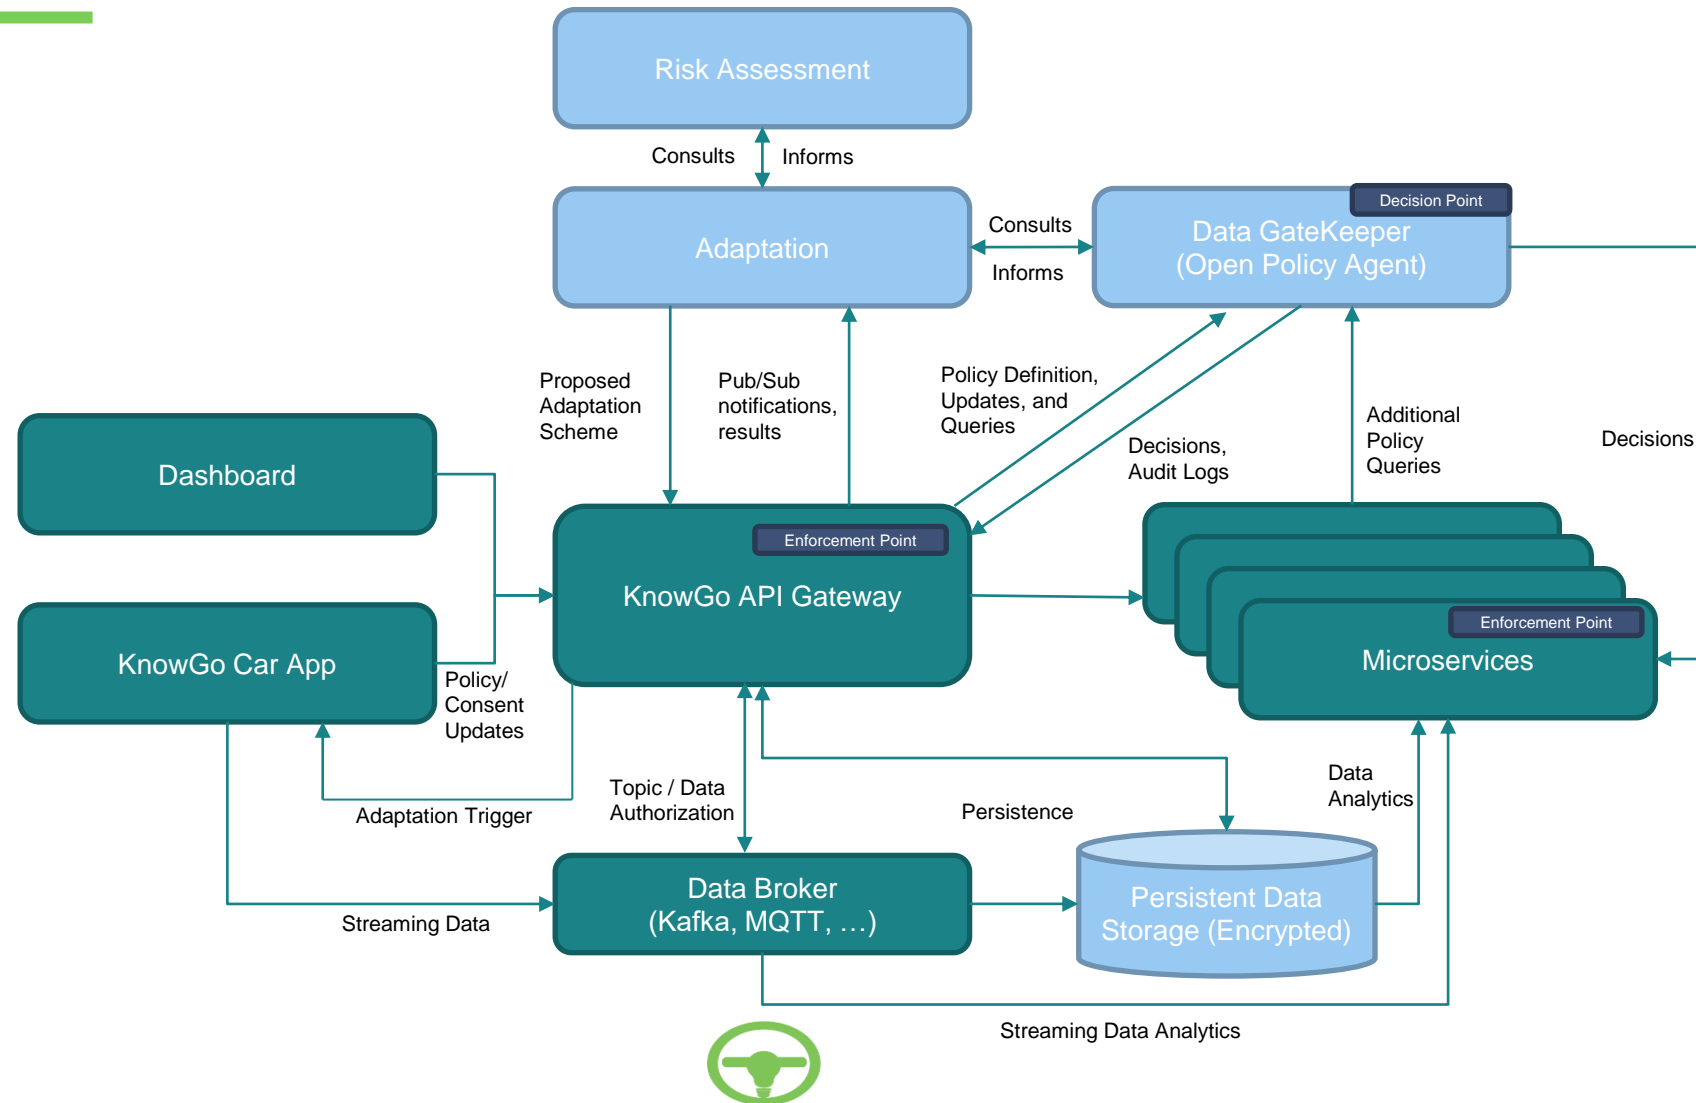 Risk Assessment
Consults
Informs
Adaptation
Consults
Informs
Decision Point
Data GateKeeper
(Open Policy Agent)
Proposed
Adaptation
Scheme
Pub/Sub
notifications,
results
Policy Definition,
Updates, and
Queries
Decisions,
Audit Logs
Additional
Policy
Queries
Decisions
Dashboard
Enforcement Point
KnowGo API Gateway
KnowGo Car App
Policy/
Consent
Updates
Enforcement Point
Microservices
Adaptation Trigger
Topic / Data
Authorization
Persistence
Data
Analytics
Streaming Data
Data Broker
(Kafka, MQTT, …)
Persistent Data
Storage (Encrypted)
Streaming Data Analytics